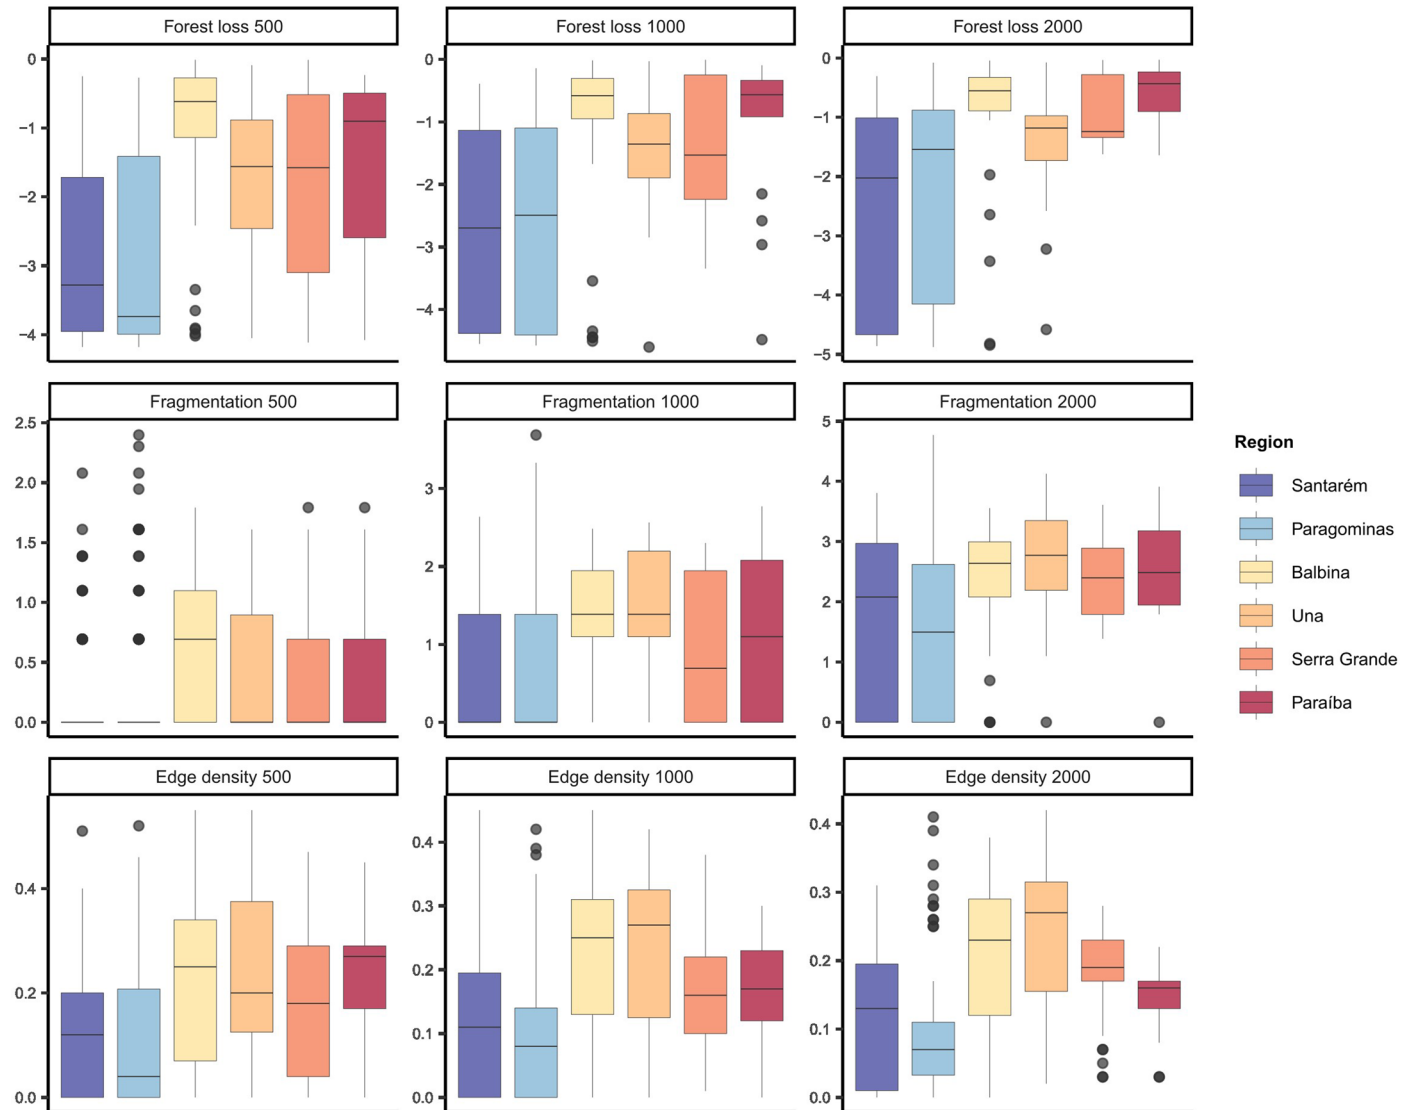 Forest loss 500
Forest loss 1000
Forest loss 2000
0
−1
−2
−3
−4
0
−1
−2
−3
−4
0
−1
−2
−3
−4
−5
Fragmentation 500
Fragmentation 1000
Fragmentation 2000
2.5
2.0
1.5
1.0
0.5
0.0
3
2
1
0
5
4
3
2
1
0
Edge density 500
Edge density 1000
Edge density 2000
0.4
0.2
0.0
0.4
0.3
0.2
0.1
0.0
0.4
0.3
0.2
0.1
0.0
Region
Santarém
Paragominas
Balbina
Una
Serra Grande
Paraíba